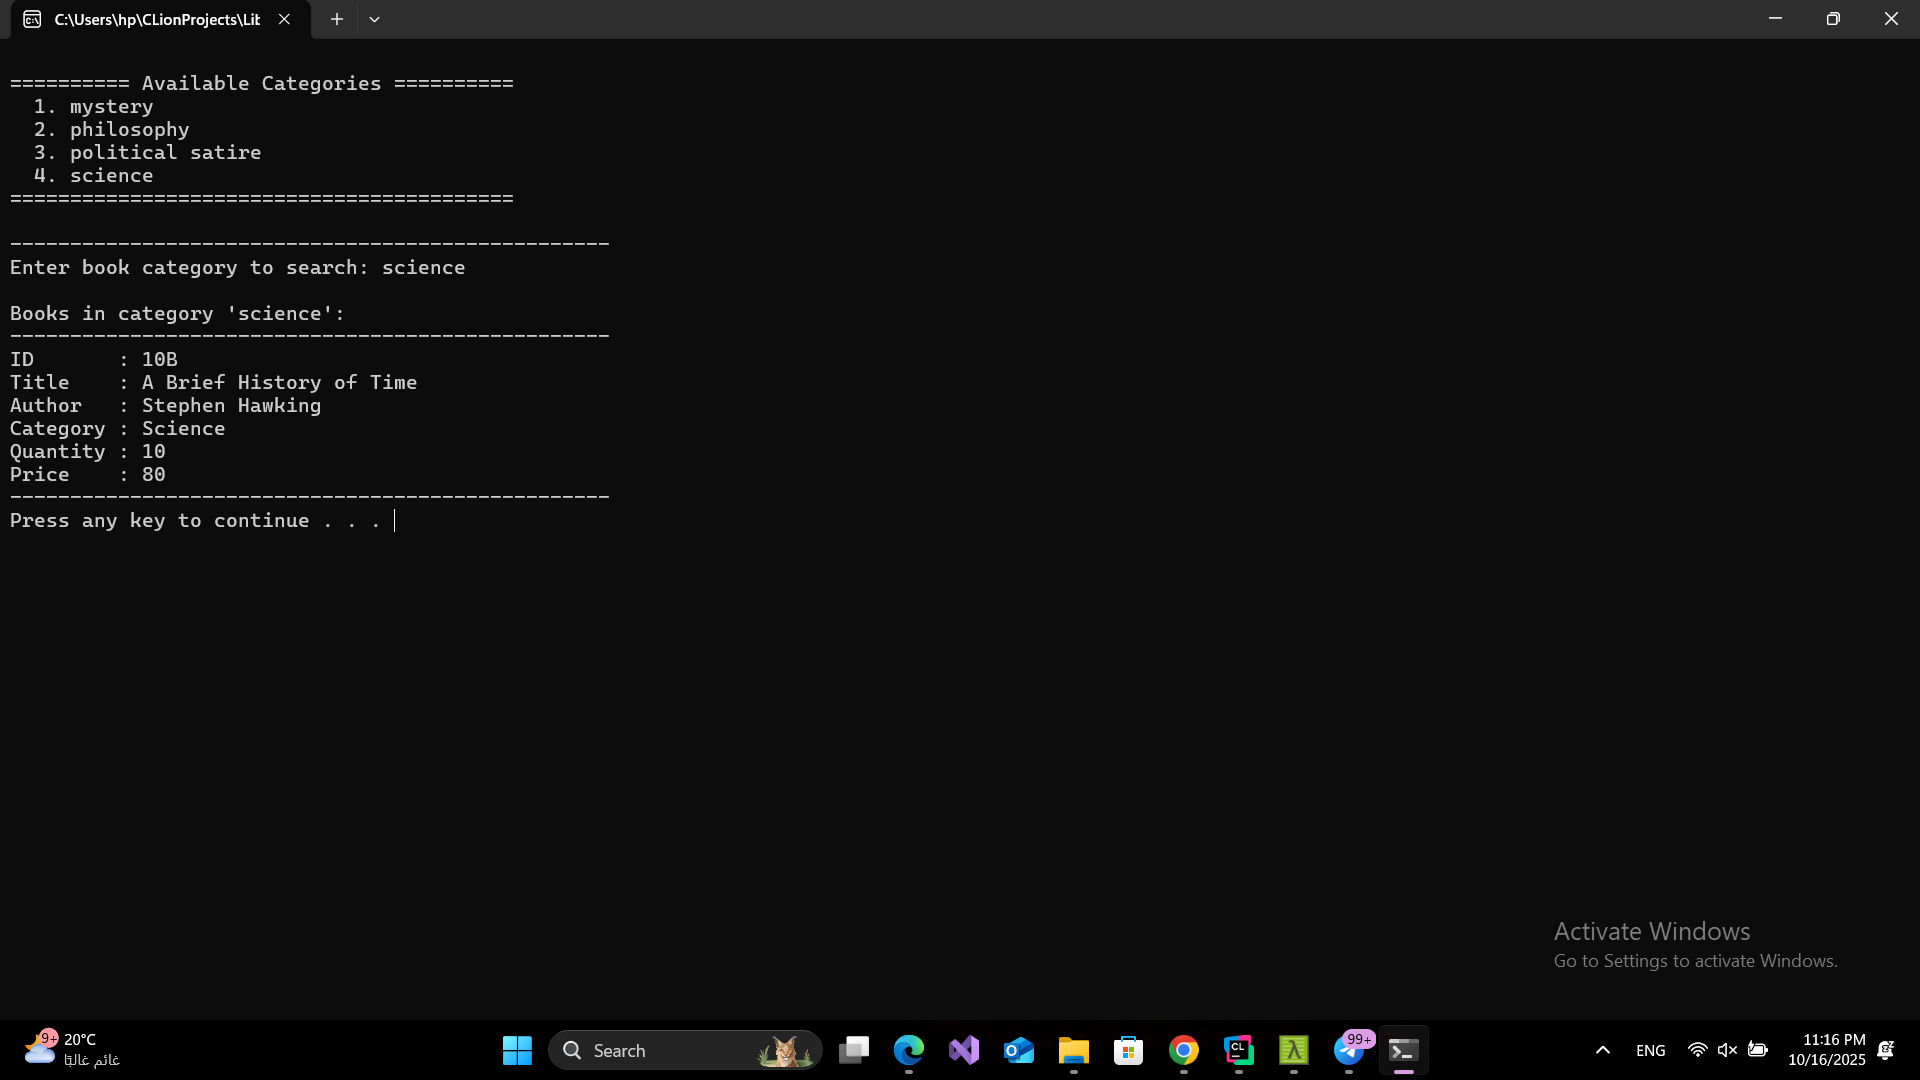 C:\Users\hp\CLionProjects\Lib
========== Available Categories ==========
1. mystery
2. philosophy
3. political satire
4. science
==========================================
--------------------------------------------------
Enter book category to search: science
Books in category 'science':
--------------------------------------------------
ID       : 10B
Title    : A Brief History of Time
Author   : Stephen Hawking
Category : Science
Quantity : 10
Price    : 80
--------------------------------------------------
Press any key to continue . . .
Activate Windows
Go to Settings to activate Windows.
9+
20°C
غائم غالبًا
Search
CL
99+
ENG
11:16 PM
10/16/2025